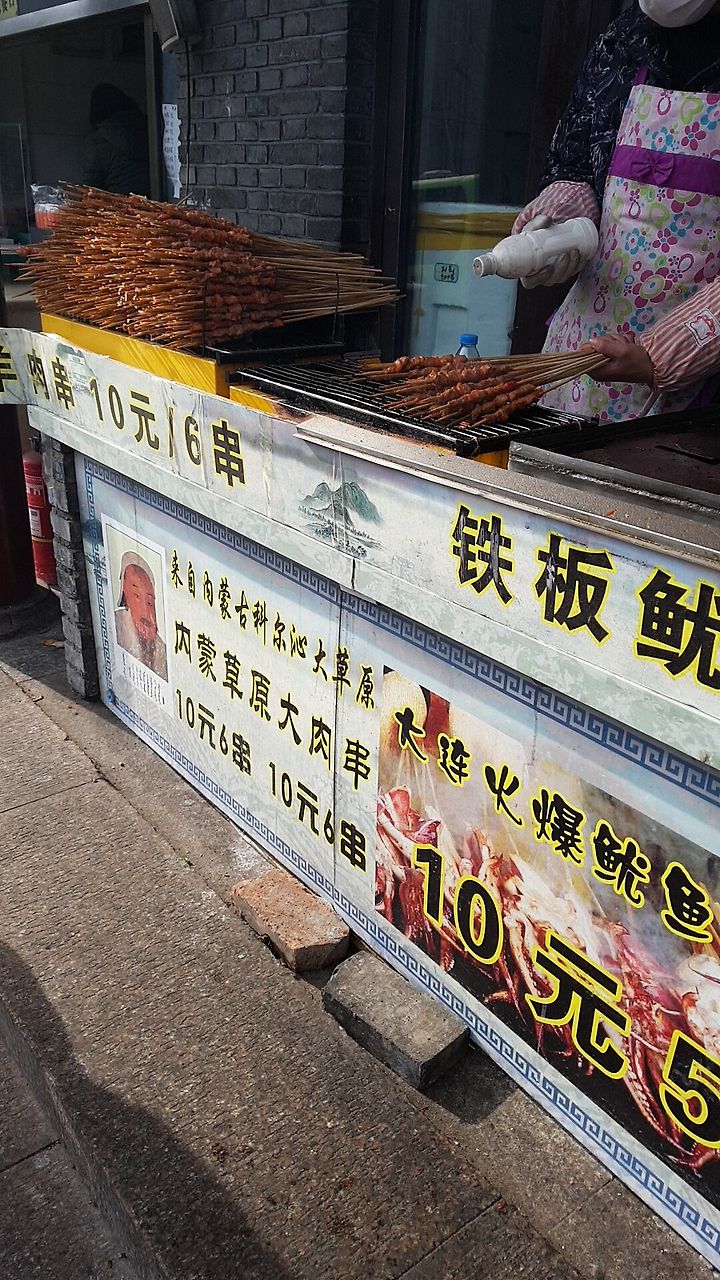 羊肉串 10元/6串
铁板鱿
来自内蒙古科尔沁大草原
内蒙草原大肉串
10元6串 10元6串
大连火爆鱿鱼
10元5